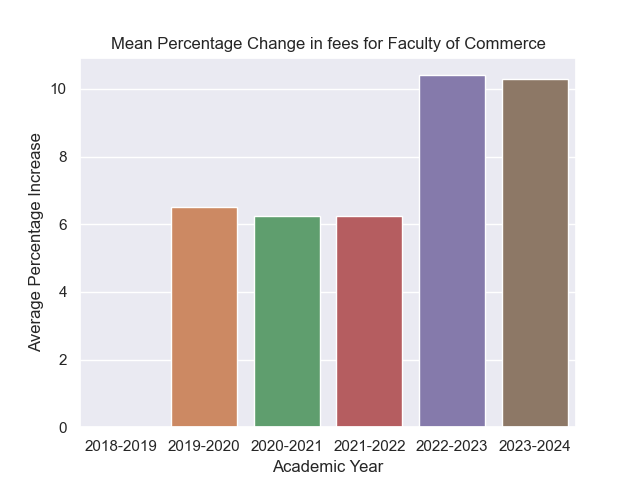 Mean Percentage Change in fees for Faculty of Commerce
Average Percentage Increase
10
8
6
4
2
0
2018-2019 2019-2020 2020-2021 2021-2022 2022-2023 2023-2024
Academic Year